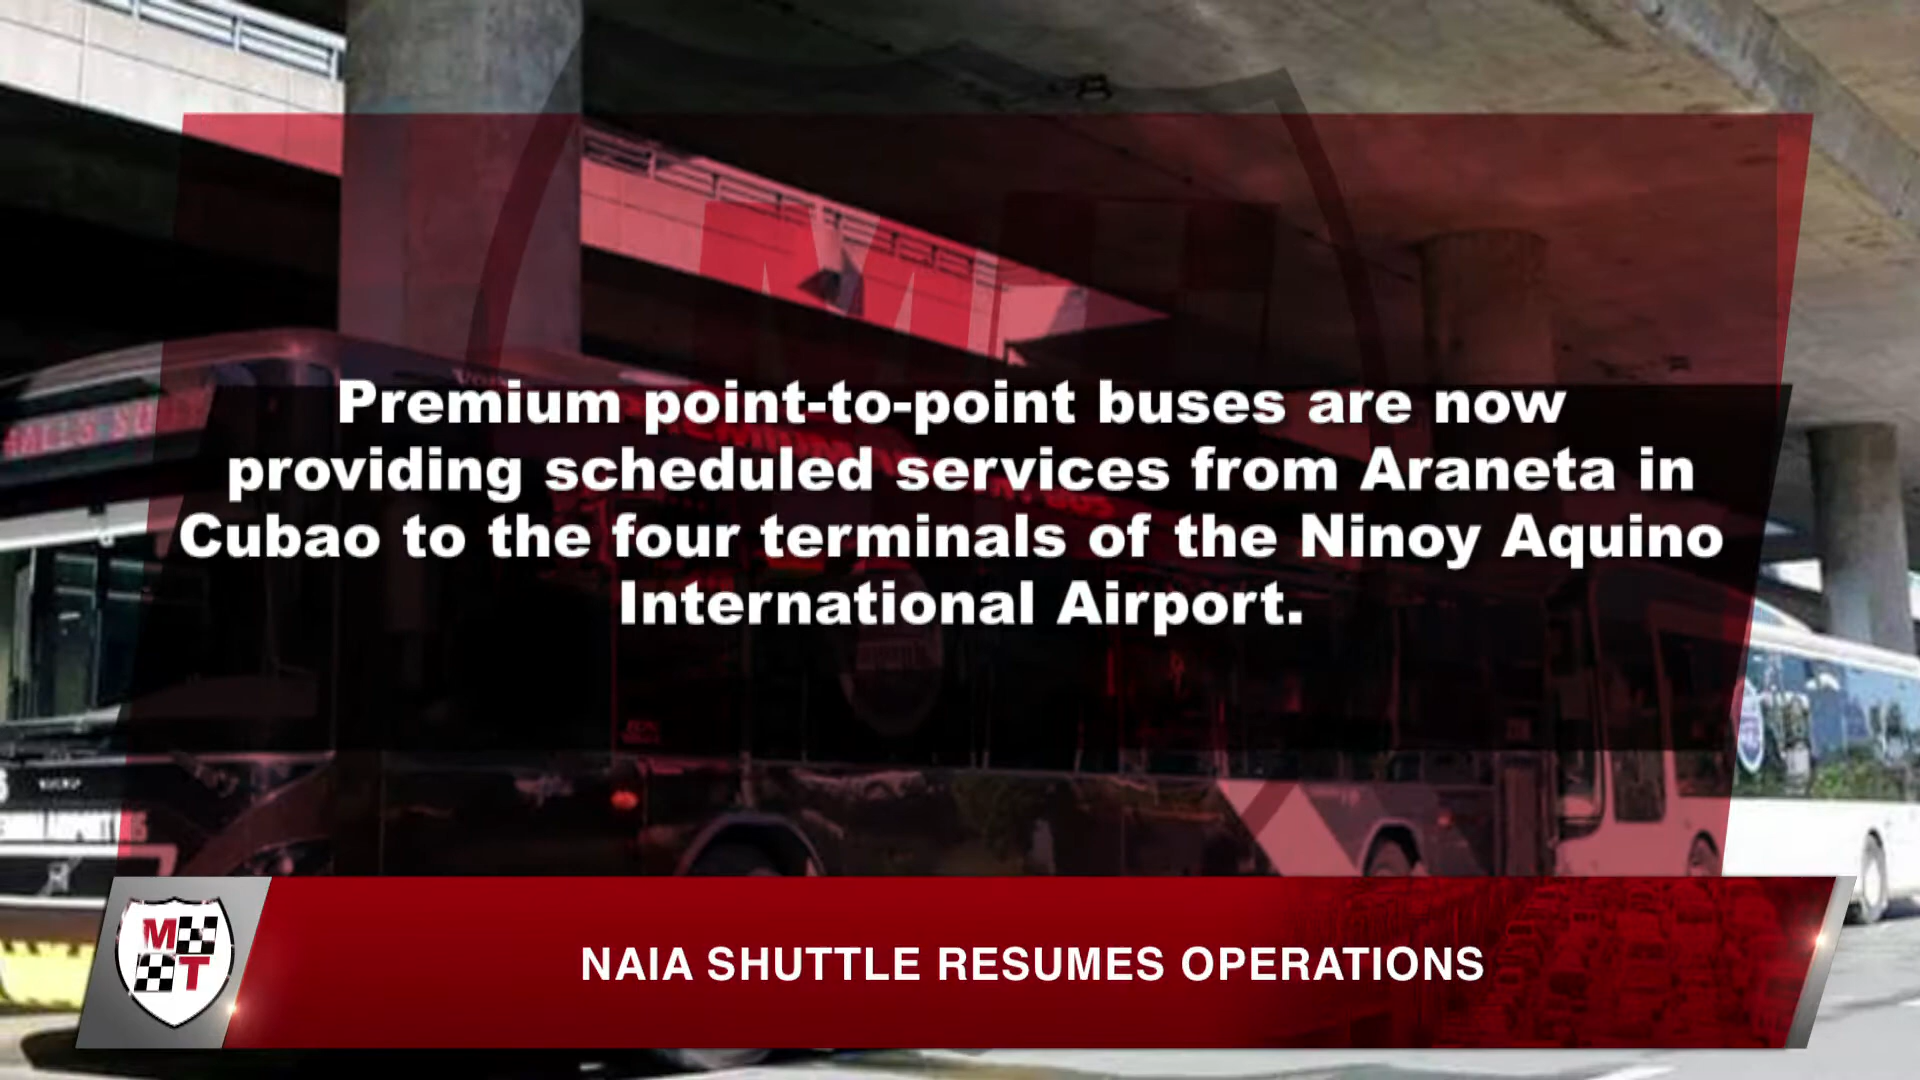 Premium point-to-point buses are now
providing scheduled services from Araneta in
Cubao to the four terminals of the Ninoy Aquino
International Airport.
M
T
NAIA SHUTTLE RESUMES OPERATIONS